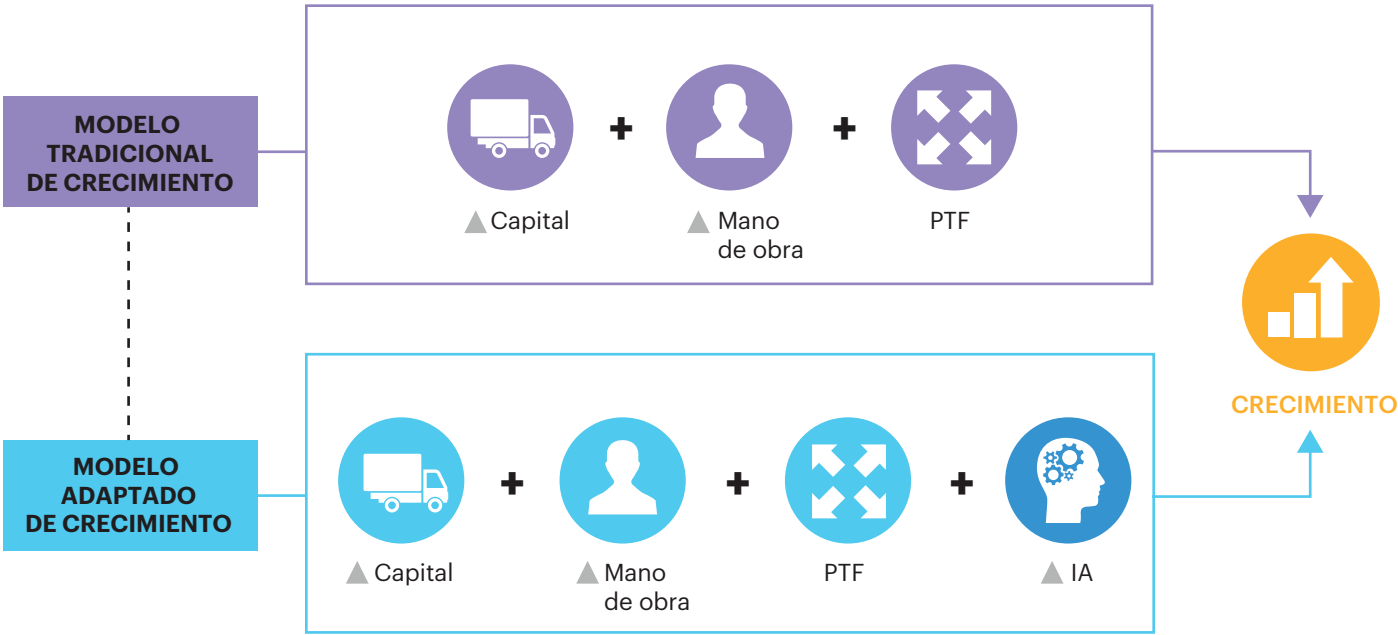 MODELO
TRADICIONAL
DE CRECIMIENTO
Capital
Mano
de obra
PTF
CRECIMIENTO
MODELO
ADAPTADO
DE CRECIMIENTO
Capital
Mano
de obra
PTF
IA